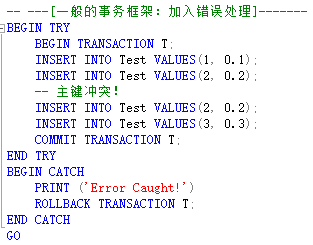 -- ---[一般的事务框架: 加入错误处理]-------
BEGIN TRY
    BEGIN TRANSACTION T;
    INSERT INTO Test VALUES(1, 0.1);
    INSERT INTO Test VALUES(2, 0.2);
    -- 主键冲突!
    INSERT INTO Test VALUES(2, 0.2);
    INSERT INTO Test VALUES(3, 0.3);
    COMMIT TRANSACTION T;
END TRY
BEGIN CATCH
    PRINT ('Error Caught!')
    ROLLBACK TRANSACTION T;
END CATCH
GO